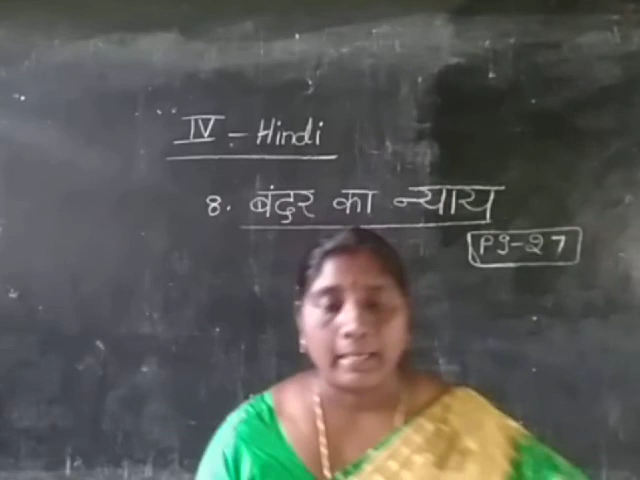 IV - Hindi
8. बंदर का न्याय
Pg-27